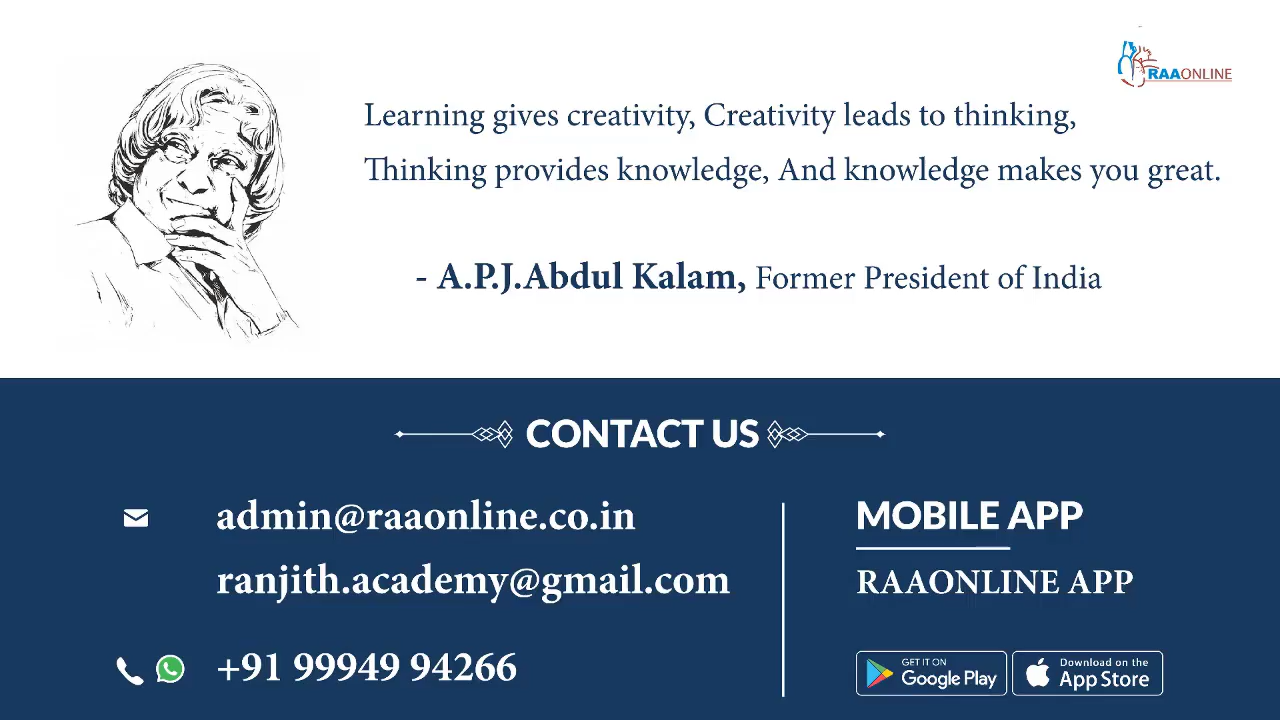 RAAONLINE
Learning gives creativity, Creativity leads to thinking,
Thinking provides knowledge, And knowledge makes you great.
- A.P.J.Abdul Kalam, Former President of India
CONTACT US
admin@raaonline.co.in
ranjith.academy@gmail.com
+91 99949 94266
MOBILE APP
RAAONLINE APP
GET IT ON
Google Play
Download on the
App Store